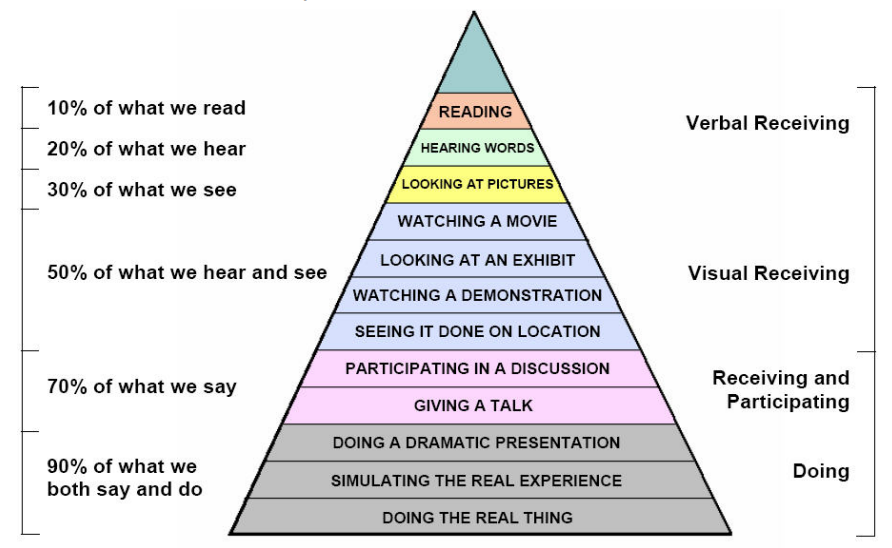 10% of what we read
READING
Verbal Receiving
20% of what we hear
HEARING WORDS
30% of what we see
LOOKING AT PICTURES
WATCHING A MOVIE
50% of what we hear and see
LOOKING AT AN EXHIBIT
Visual Receiving
WATCHING A DEMONSTRATION
SEEING IT DONE ON LOCATION
70% of what we say
PARTICIPATING IN A DISCUSSION
Receiving and
Participating
GIVING A TALK
90% of what we
both say and do
DOING A DRAMATIC PRESENTATION
Doing
SIMULATING THE REAL EXPERIENCE
DOING THE REAL THING